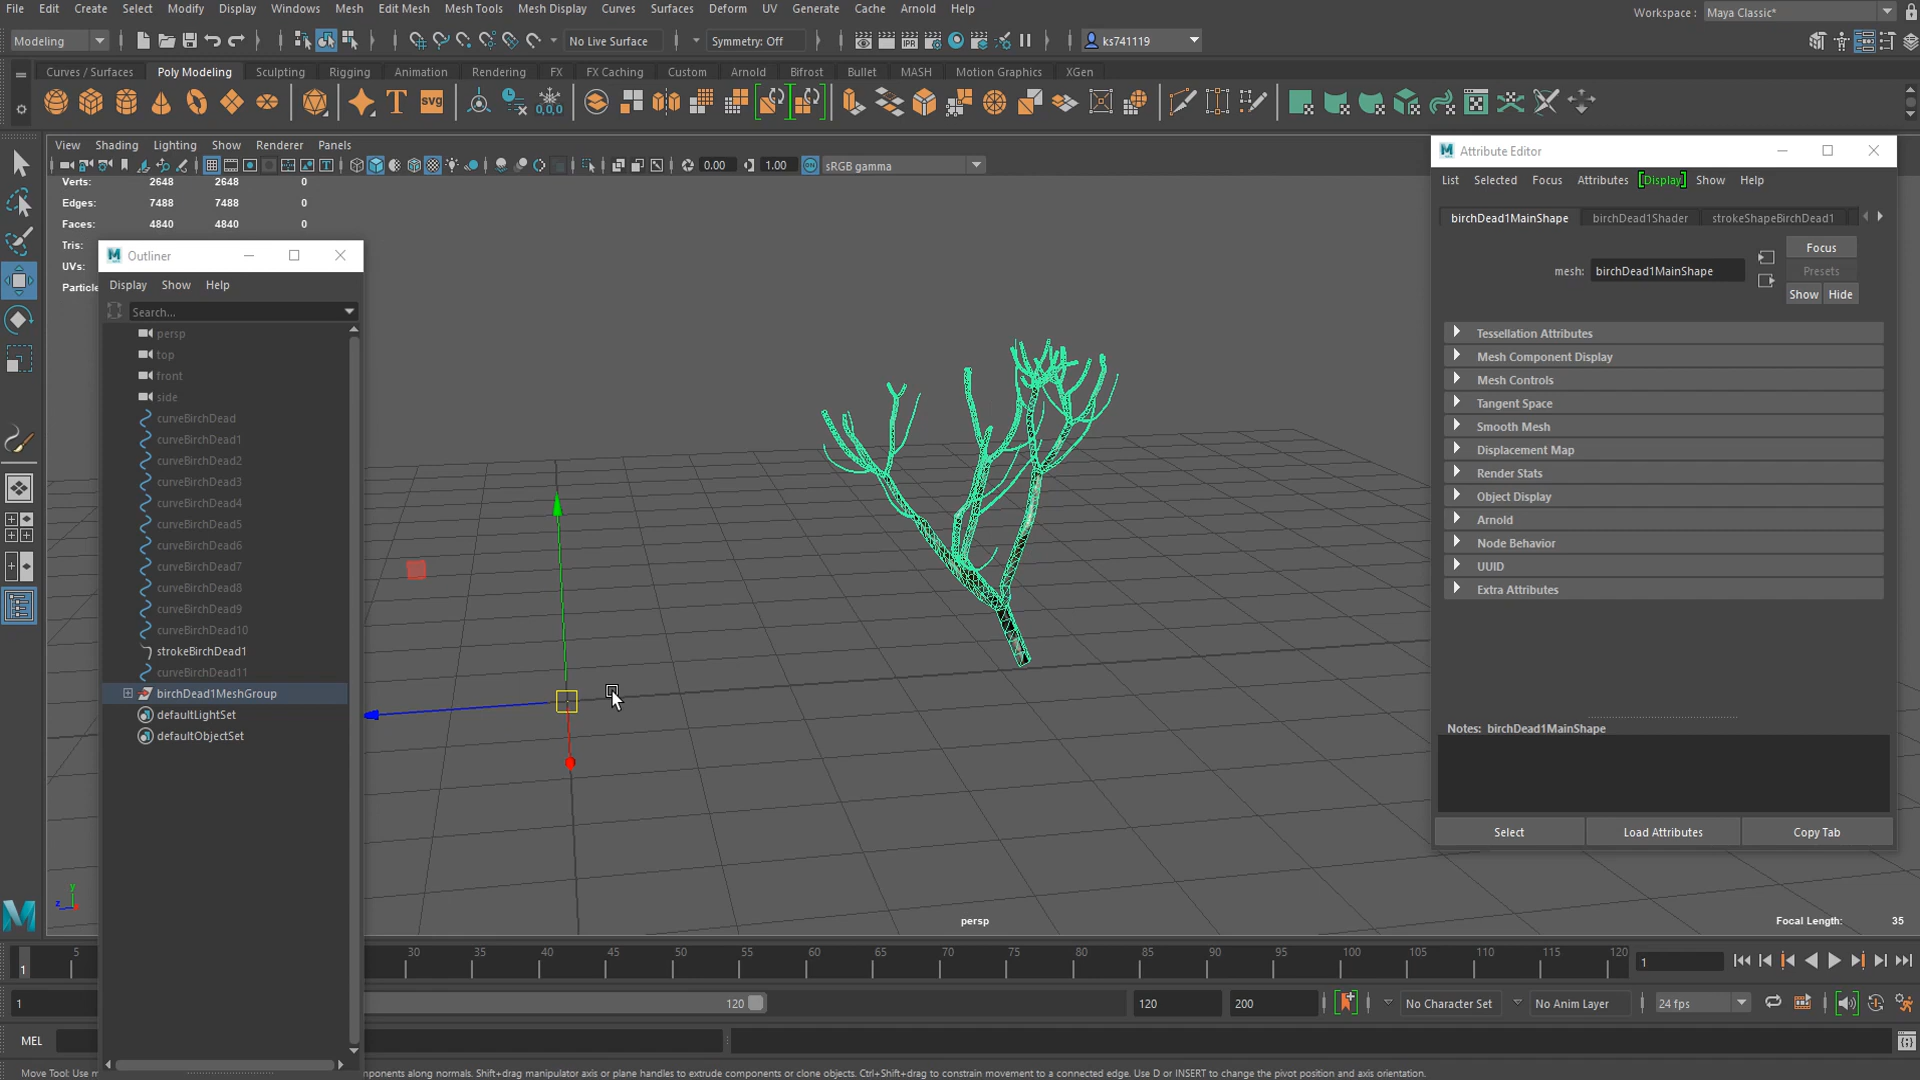 File Edit Create Select Modify Display Windows Mesh Edit Mesh Mesh Tools Mesh Display Curves Surfaces Deform UV Generate Cache Arnold Help
Workspace : Maya Classic*
Modeling No Live Surface Symmetry: Off ks741119
Curves / Surfaces Poly Modeling Sculpting Rigging Animation Rendering FX FX Caching Custom Arnold Bifrost Bullet MASH Motion Graphics XGen
SVG 0,0,0
View Shading Lighting Show Renderer Panels
0.00 1.00 ON sRGB gamma
Verts: 2648 2648 0
Edges: 7488 7488 0
Faces: 4840 4840 0
Tris:
UVs:
Particle
Outliner
Display Show Help
Search...
persp
top
front
side
curveBirchDead
curveBirchDead1
curveBirchDead2
curveBirchDead3
curveBirchDead4
curveBirchDead5
curveBirchDead6
curveBirchDead7
curveBirchDead8
curveBirchDead9
curveBirchDead10
strokeBirchDead1
curveBirchDead11
birchDead1MeshGroup
defaultLightSet
defaultObjectSet
Attribute Editor
List Selected Focus Attributes Display Show Help
birchDead1MainShape birchDead1Shader strokeShapeBirchDead1
mesh: birchDead1MainShape
Focus
Presets
Show Hide
Tessellation Attributes
Mesh Component Display
Mesh Controls
Tangent Space
Smooth Mesh
Displacement Map
Render Stats
Object Display
Arnold
Node Behavior
UUID
Extra Attributes
Notes: birchDead1MainShape
Select Load Attributes Copy Tab
y
z
persp
Focal Length: 35
1 5 30 35 40 45 50 55 60 65 70 75 80 85 90 95 100 105 110 115 120 1
1 120 120 200 No Character Set No Anim Layer 24 fps
MEL
Move Tool: Use m
ponents along normals. Shift+drag manipulator axis or plane handles to extrude components or clone objects. Ctrl+Shift+drag to constrain movement to a connected edge. Use D or INSERT to change the pivot position and axis orientation.